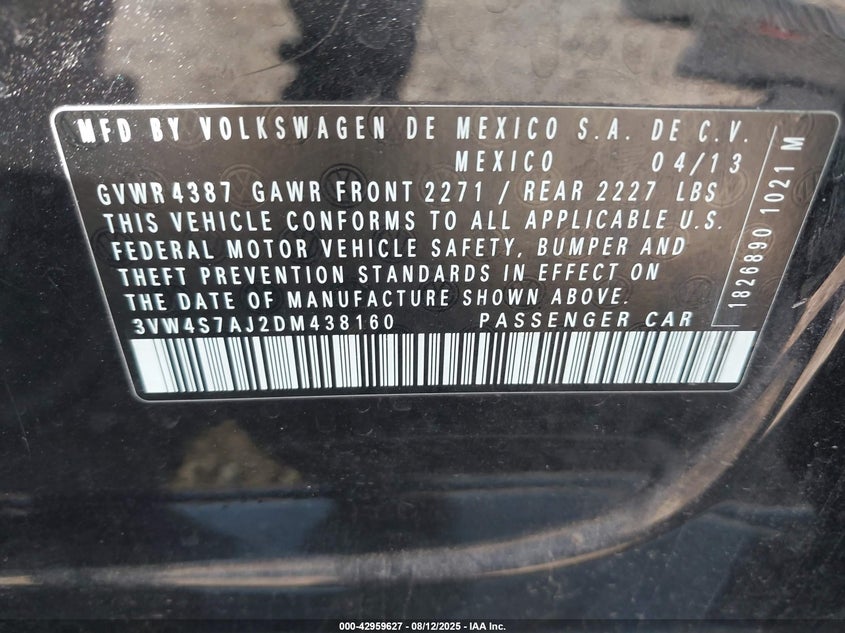 MFD BY VOLKSWAGEN DE MEXICO S.A. DE C.V.
MEXICO 04/13
GVWR 4387 GAWR FRONT 2271 / REAR 2227 LBS
THIS VEHICLE CONFORMS TO ALL APPLICABLE U.S.
FEDERAL MOTOR VEHICLE SAFETY, BUMPER AND
THEFT PREVENTION STANDARDS IN EFFECT ON
THE DATE OF MANUFACTURE SHOWN ABOVE.
3VW4S7AJ2DM438160 PASSENGER CAR
1826890 1021 M
000-42959627 - 08/12/2025 - IAA Inc.